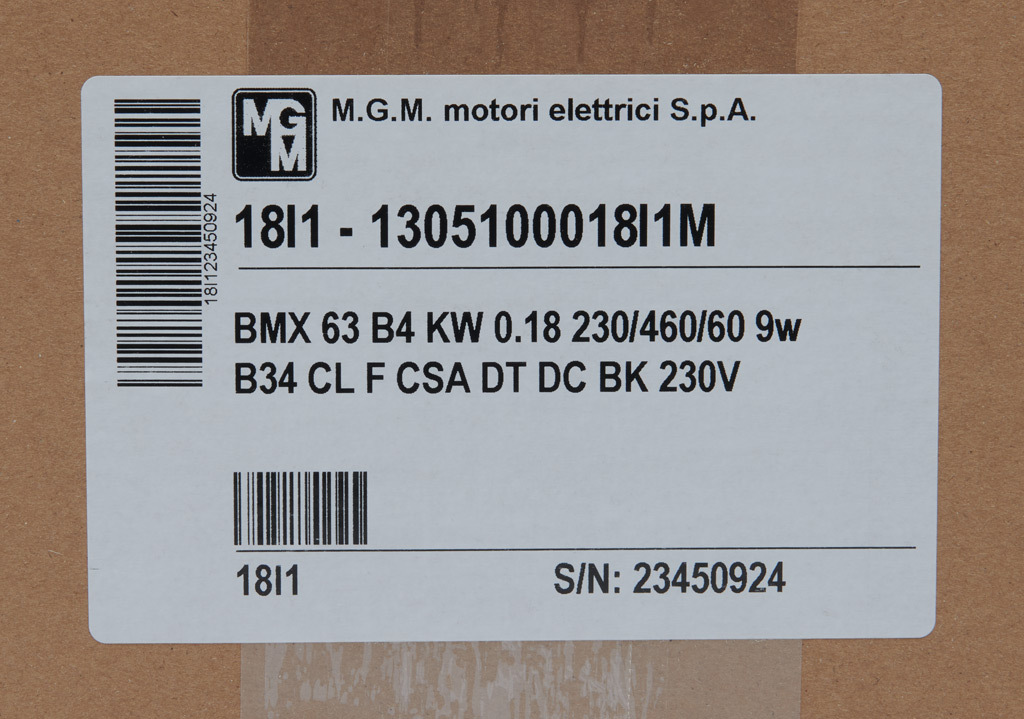 MGM
M.G.M. motori elettrici S.p.A.
18I123450924
18I1 - 1305100018I1M
BMX 63 B4 KW 0.18 230/460/60 9w
B34 CL F CSA DT DC BK 230V
18I1
S/N: 23450924